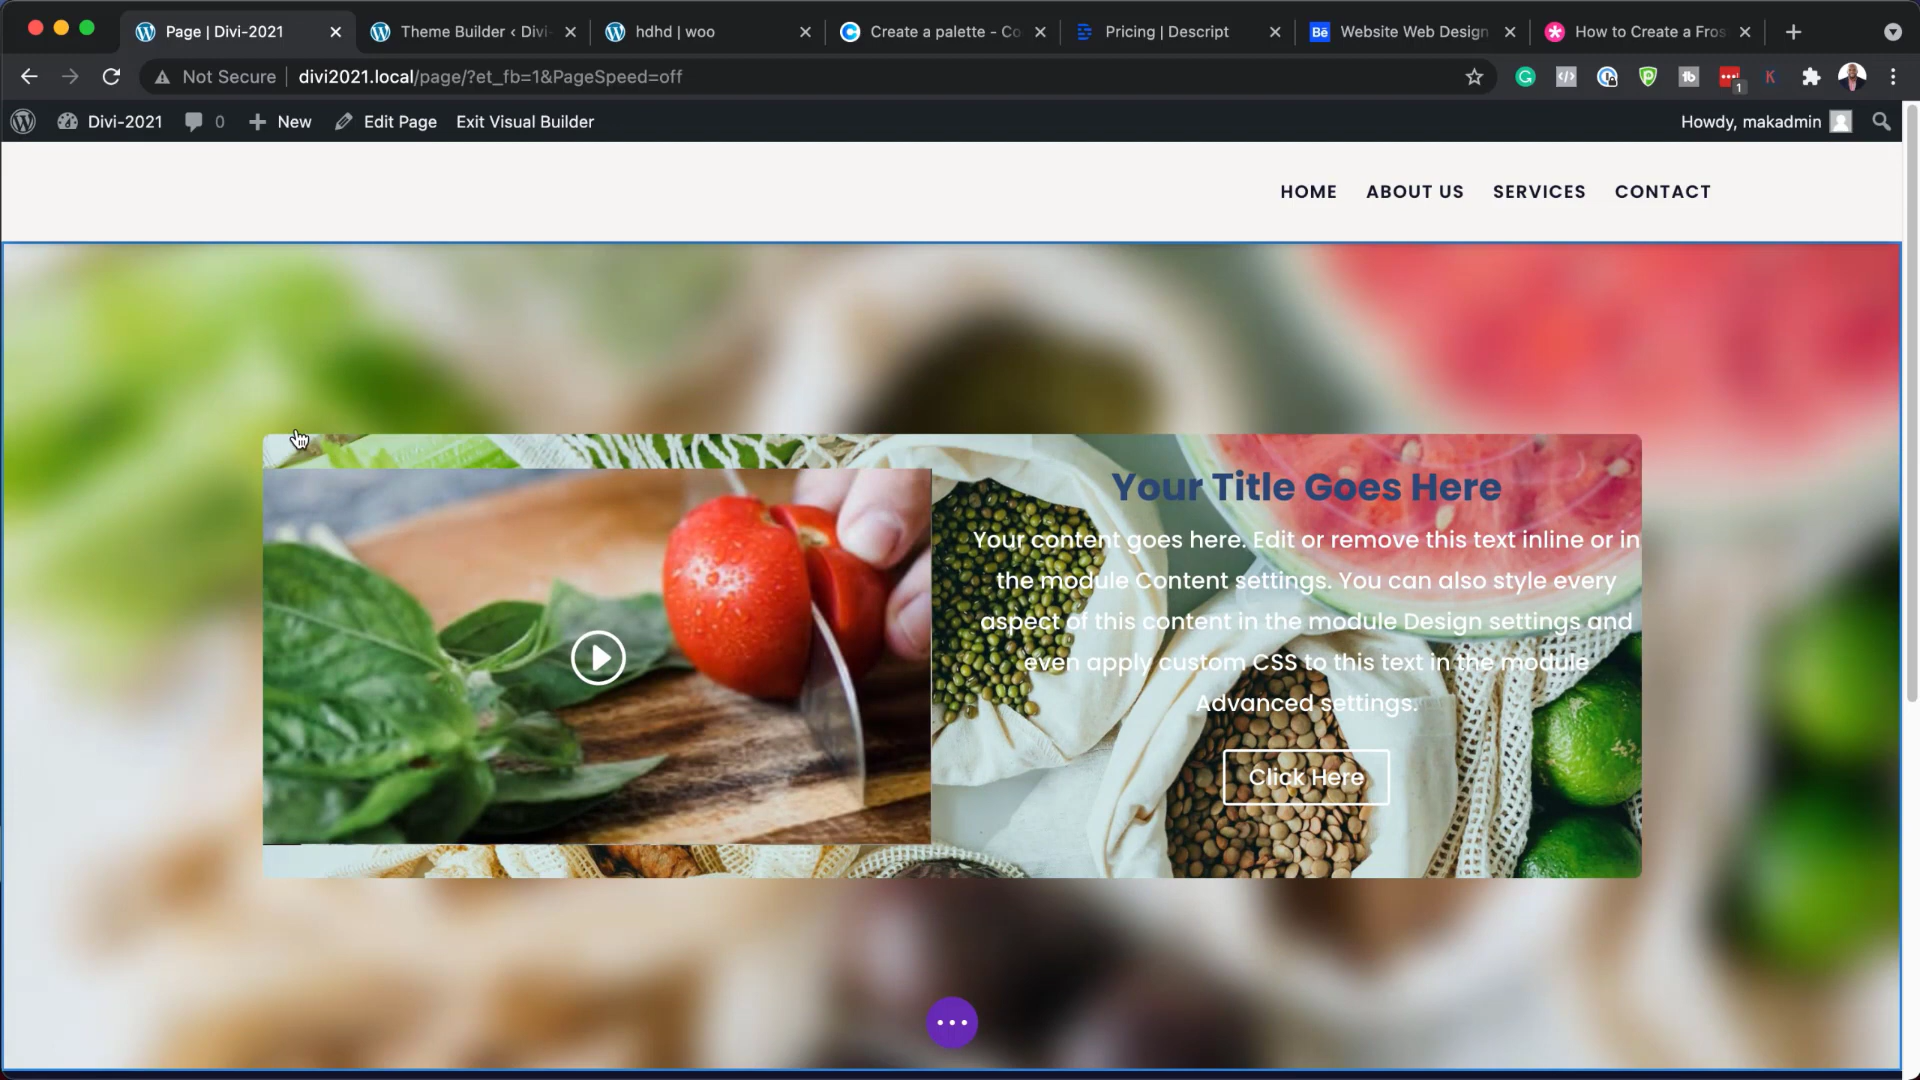 Page | Divi-2021
Theme Builder ‹ Divi-
hdhd | woo
Create a palette - Co
Pricing | Descript
Bē
Website Web Design
How to Create a Fros
Not Secure
divi2021.local/page/?et_fb=1&PageSpeed=off
1
Divi-2021
0
New
Edit Page
Exit Visual Builder
Howdy, makadmin
HOME
ABOUT US
SERVICES
CONTACT
Your Title Goes Here
Your content goes here. Edit or remove this text inline or in
the module Content settings. You can also style every
aspect of this content in the module Design settings and
even apply custom CSS to this text in the module
Advanced settings.
Click Here